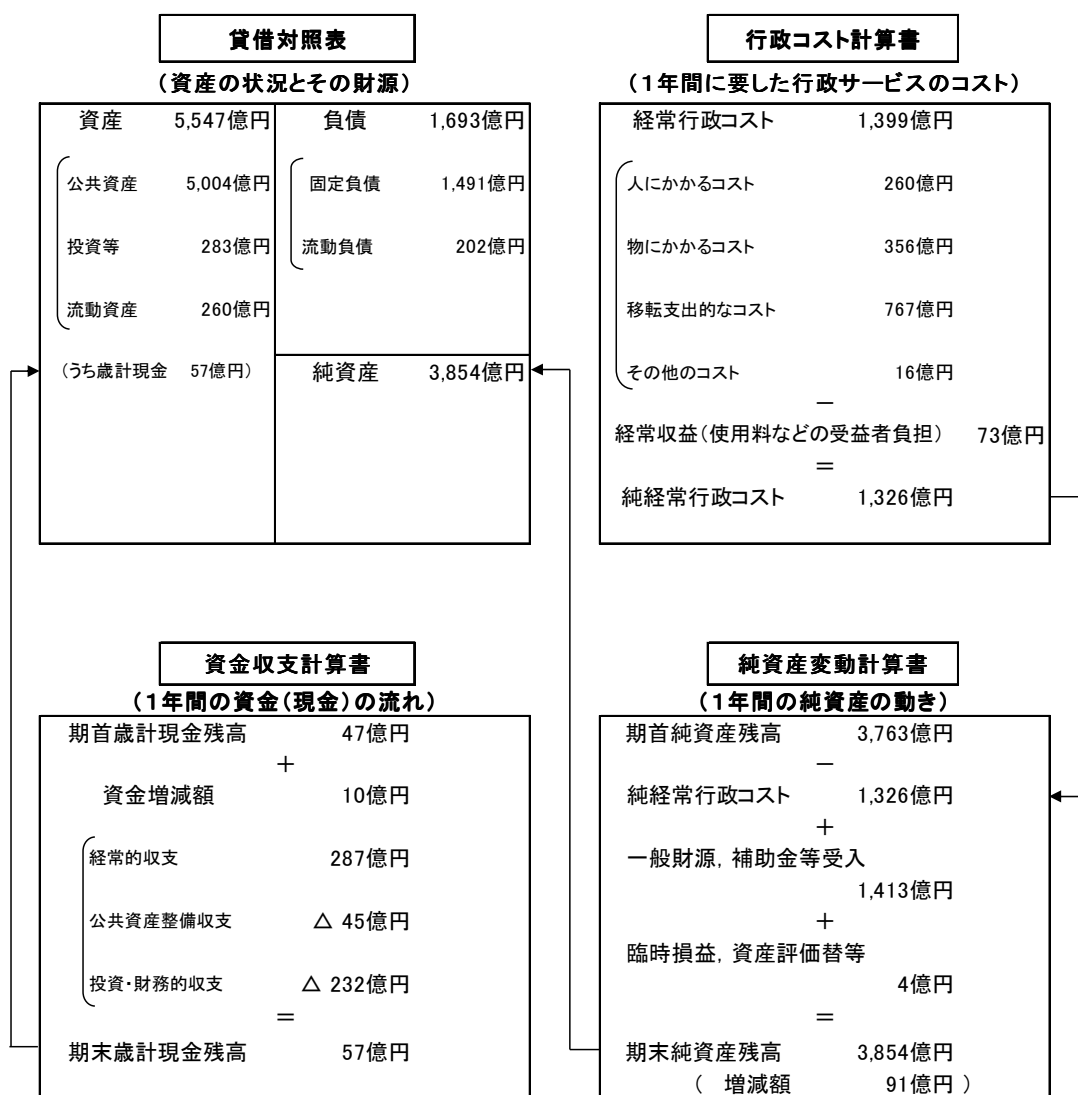 貸借対照表
（資産の状況とその財源）
資産 5,547億円 負債 1,693億円
公共資産 5,004億円 固定負債 1,491億円
投資等 283億円 流動負債 202億円
流動資産 260億円
（うち歳計現金 57億円） 純資産 3,854億円
行政コスト計算書
（１年間に要した行政サービスのコスト）
経常行政コスト 1,399億円
人にかかるコスト 260億円
物にかかるコスト 356億円
移転支出的なコスト 767億円
その他のコスト 16億円
－
経常収益（使用料などの受益者負担） 73億円
＝
純経常行政コスト 1,326億円
資金収支計算書
（１年間の資金（現金）の流れ）
期首歳計現金残高 47億円
＋
資金増減額 10億円
経常的収支 287億円
公共資産整備収支 △ 45億円
投資・財務的収支 △ 232億円
＝
期末歳計現金残高 57億円
純資産変動計算書
（１年間の純資産の動き）
期首純資産残高 3,763億円
－
純経常行政コスト 1,326億円
＋
一般財源，補助金等受入
1,413億円
＋
臨時損益，資産評価替等
4億円
＝
期末純資産残高 3,854億円
（ 増減額 91億円 ）